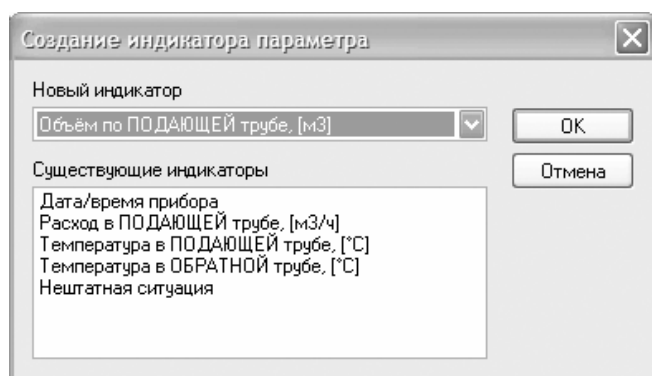 Создание индикатора параметра
Новый индикатор
Объём по ПОДАЮЩЕЙ трубе, [м3]
OK
Существующие индикаторы
Отмена
Дата/время прибора
Расход в ПОДАЮЩЕЙ трубе, [м3/ч]
Температура в ПОДАЮЩЕЙ трубе, [°C]
Температура в ОБРАТНОЙ трубе, [°C]
Нештатная ситуация